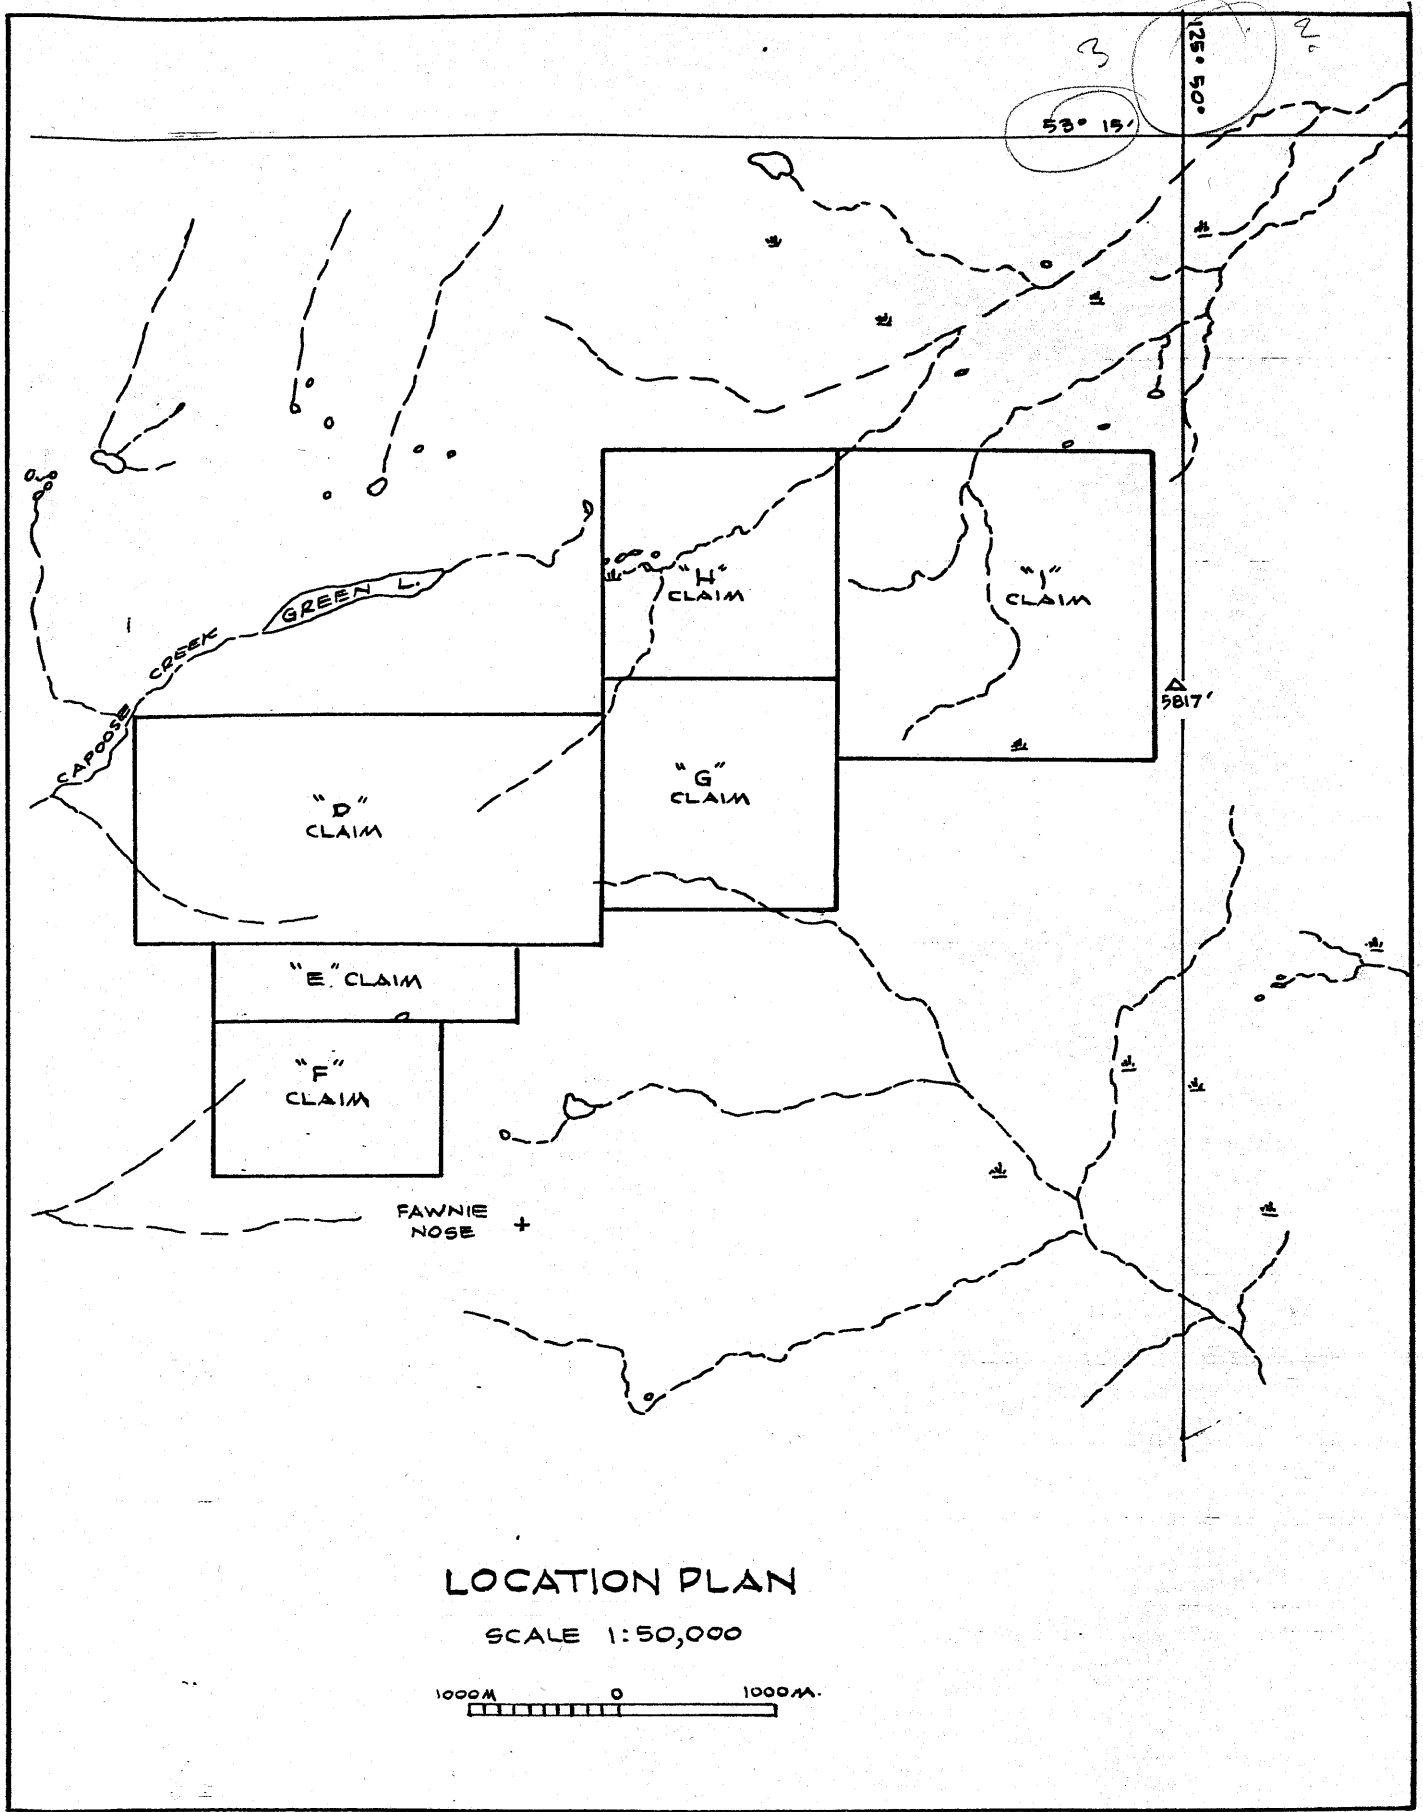 3
2
125° 50°
53° 15'
GREEN L.
CREEK
CAPOOSE
"H"
CLAIM
"I"
CLAIM
5817'
"G"
CLAIM
"D"
CLAIM
"E" CLAIM
"F"
CLAIM
FAWNIE
NOSE
LOCATION PLAN
SCALE 1:50,000
1000M 0 1000M.